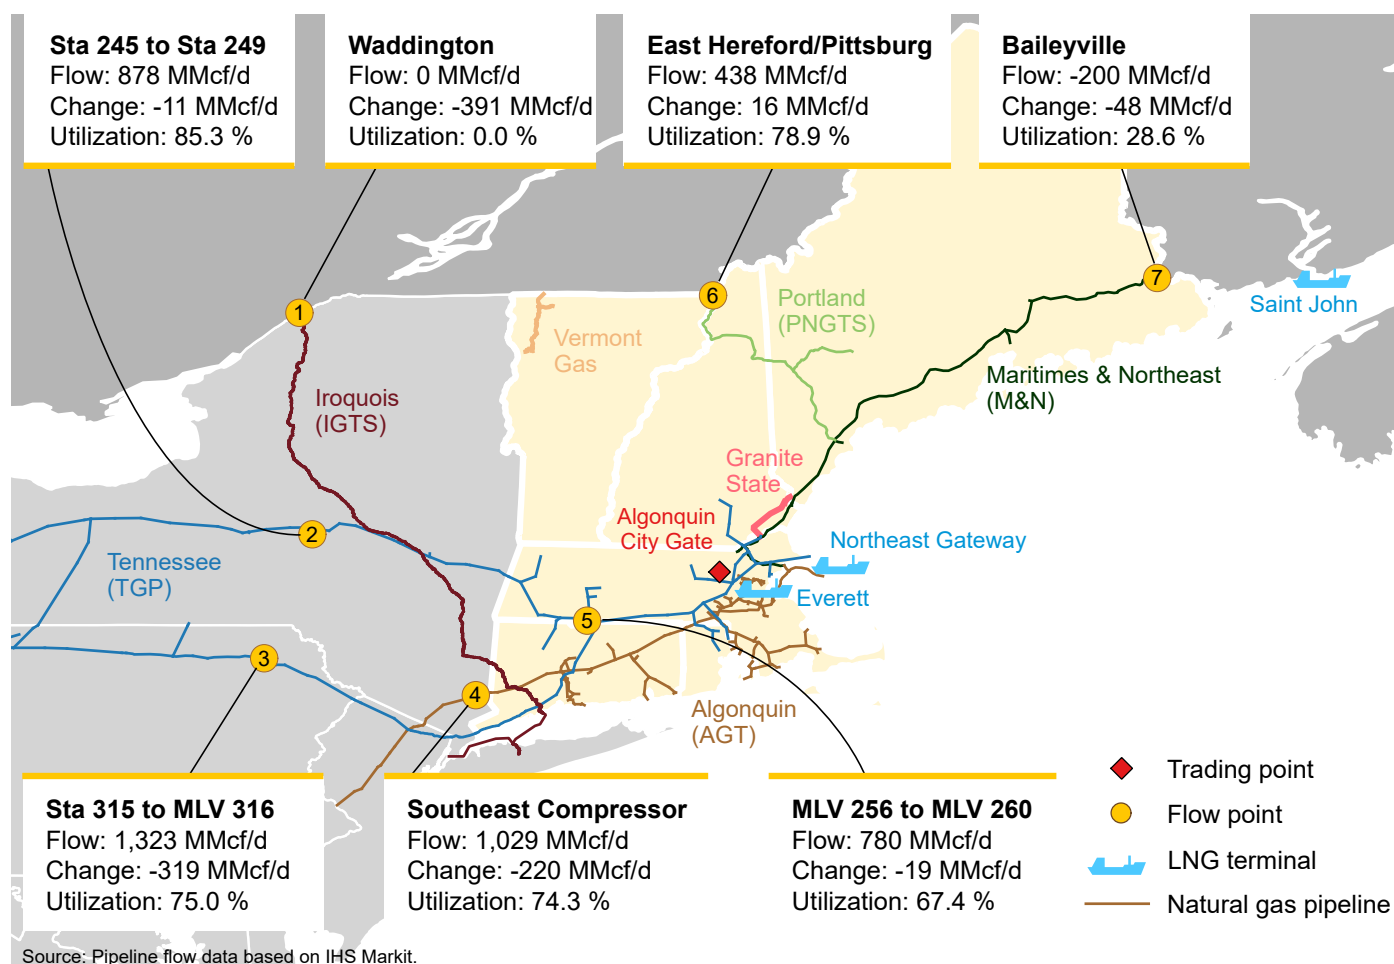 Sta 245 to Sta 249
Flow: 878 MMcf/d
Change: -11 MMcf/d
Utilization: 85.3 %
Waddington
Flow: 0 MMcf/d
Change: -391 MMcf/d
Utilization: 0.0 %
East Hereford/Pittsburg
Flow: 438 MMcf/d
Change: 16 MMcf/d
Utilization: 78.9 %
Baileyville
Flow: -200 MMcf/d
Change: -48 MMcf/d
Utilization: 28.6 %
1
2
3
4
5
6
7
Vermont
Gas
Portland
(PNGTS)
Saint John
Iroquois
(IGTS)
Maritimes & Northeast
(M&N)
Granite
State
Algonquin
City Gate
Northeast Gateway
Everett
Tennessee
(TGP)
Algonquin
(AGT)
Sta 315 to MLV 316
Flow: 1,323 MMcf/d
Change: -319 MMcf/d
Utilization: 75.0 %
Southeast Compressor
Flow: 1,029 MMcf/d
Change: -220 MMcf/d
Utilization: 74.3 %
MLV 256 to MLV 260
Flow: 780 MMcf/d
Change: -19 MMcf/d
Utilization: 67.4 %
Trading point
Flow point
LNG terminal
Natural gas pipeline
Source: Pipeline flow data based on IHS Markit.